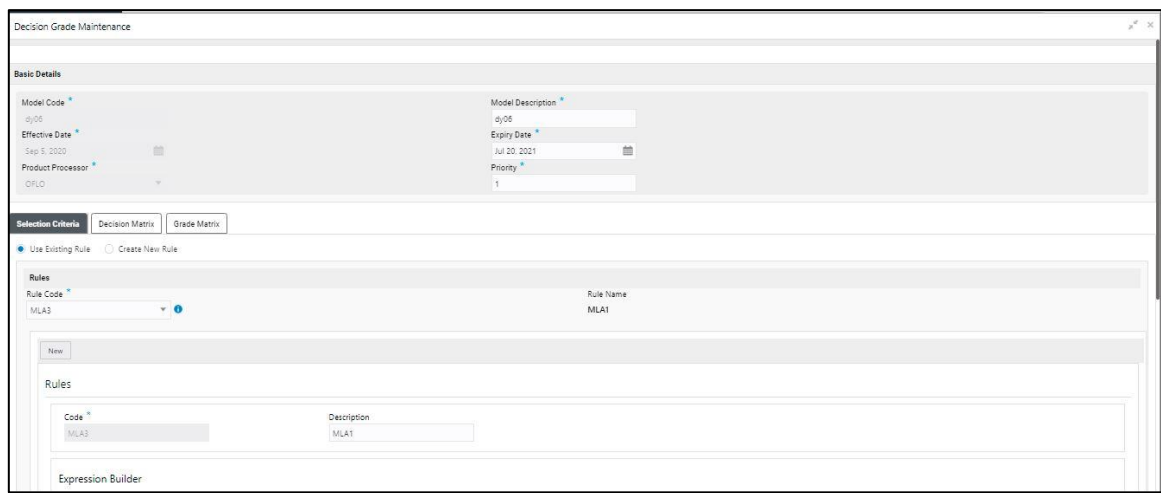 Decision Grade Maintenance
Basic Details
Model Code *
Model Description *
dy06
dy06
Effective Date *
Expiry Date *
Sep 5, 2020
Jul 20, 2021
Product Processor *
Priority *
OFLO
1
Selection Criteria
Decision Matrix
Grade Matrix
Use Existing Rule
Create New Rule
Rules
Rule Code *
Rule Name
MLA3
MLA1
New
Rules
Code *
Description
MLA3
MLA1
Expression Builder